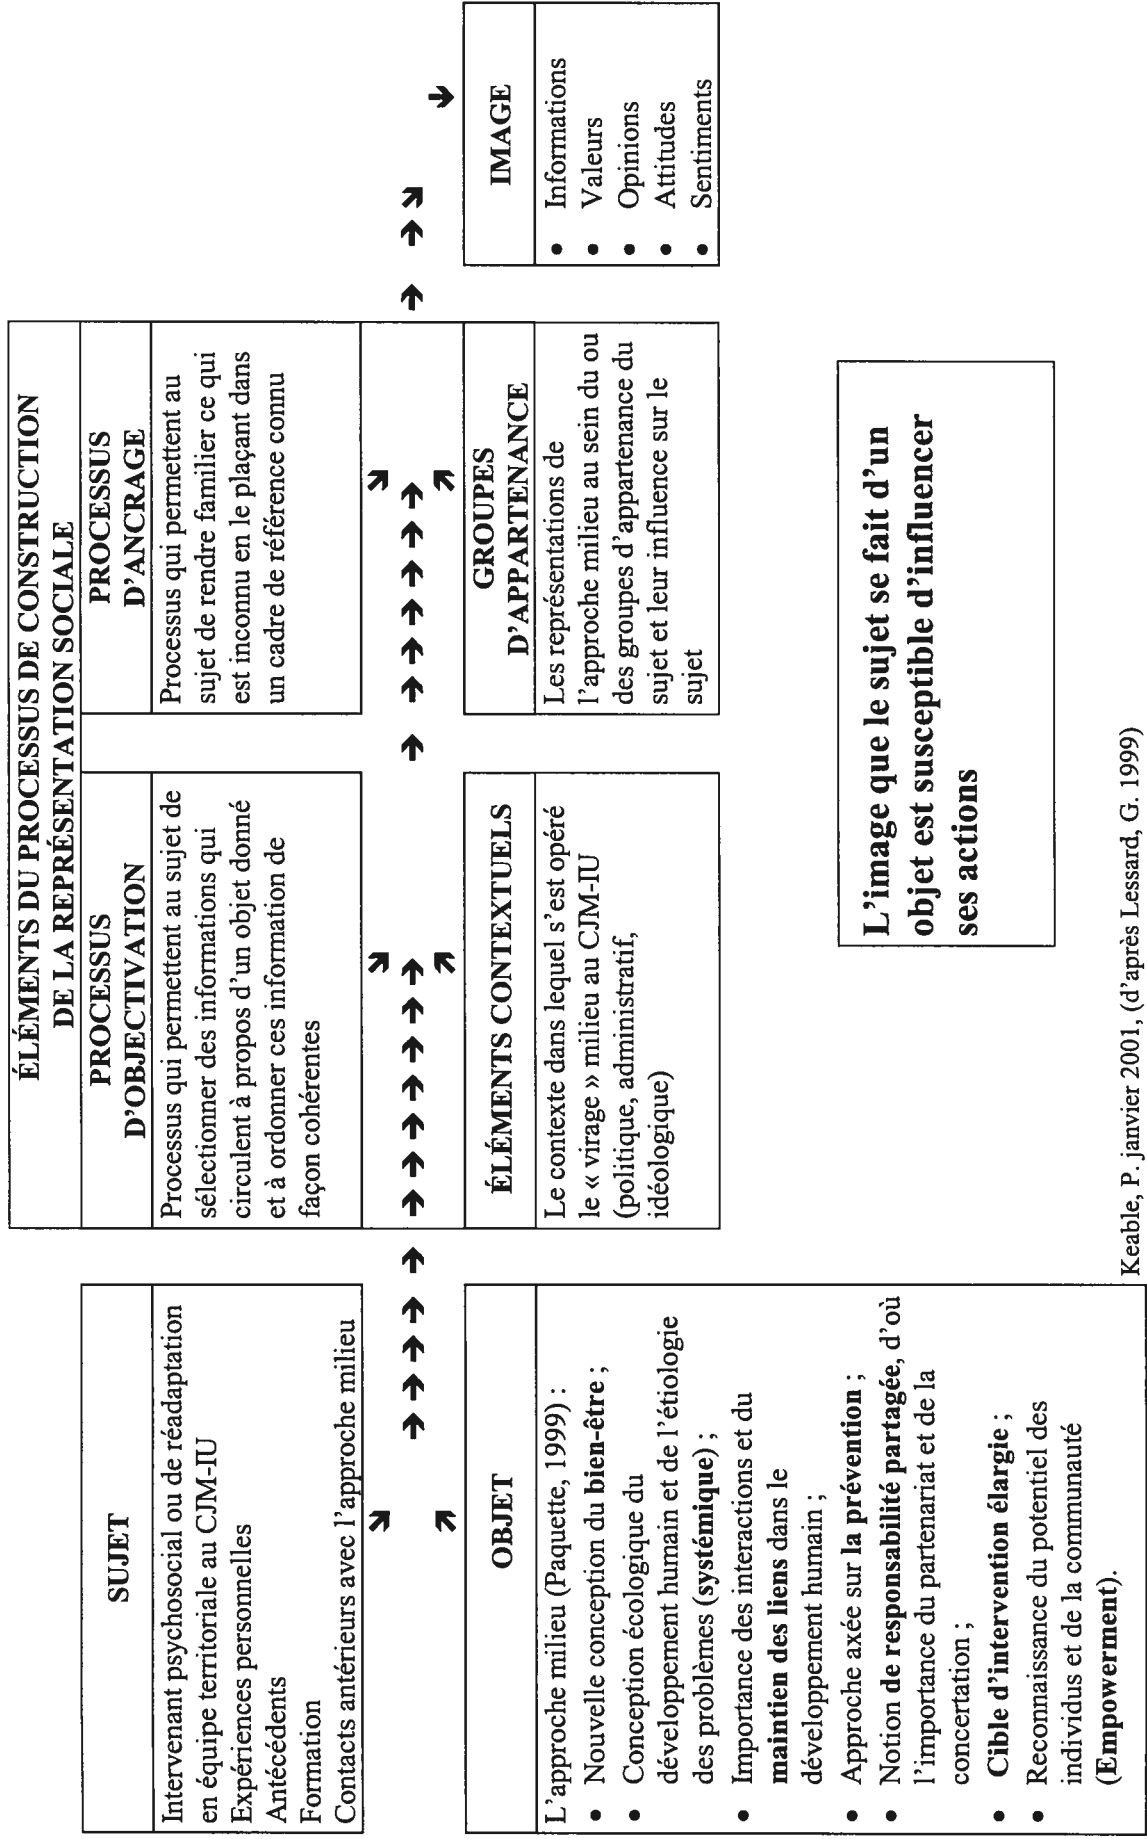 ÉLÉMENTS DU PROCESSUS DE CONSTRUCTION
DE LA REPRÉSENTATION SOCIALE
SUJET
Intervenant psychosocial ou de réadaptation
en équipe territoriale au CJM-IU
Expériences personnelles
Antécédents
Formation
Contacts antérieurs avec l'approche milieu
PROCESSUS
D'OBJECTIVATION
Processus qui permettent au sujet de
sélectionner des informations qui
circulent à propos d'un objet donné
et à ordonner ces information de
façon cohérentes
PROCESSUS
D'ANCRAGE
Processus qui permettent au
sujet de rendre familier ce qui
est inconnu en le plaçant dans
un cadre de référence connu
OBJET
L'approche milieu (Paquette, 1999) :
• Nouvelle conception du bien-être ;
• Conception écologique du
développement humain et de l'étiologie
des problèmes (systémique) ;
• Importance des interactions et du
maintien des liens dans le
développement humain ;
• Approche axée sur la prévention ;
• Notion de responsabilité partagée, d'où
l'importance du partenariat et de la
concertation ;
• Cible d'intervention élargie ;
• Reconnaissance du potentiel des
individus et de la communauté
(Empowerment).
ÉLÉMENTS CONTEXTUELS
Le contexte dans lequel s'est opéré
le « virage » milieu au CJM-IU
(politique, administratif,
idéologique)
GROUPES
D'APPARTENANCE
Les représentations de
l'approche milieu au sein du ou
des groupes d'appartenance du
sujet et leur influence sur le
sujet
IMAGE
• Informations
• Valeurs
• Opinions
• Attitudes
• Sentiments
L'image que le sujet se fait d'un
objet est susceptible d'influencer
ses actions
Keable, P. janvier 2001, (d'après Lessard, G. 1999)